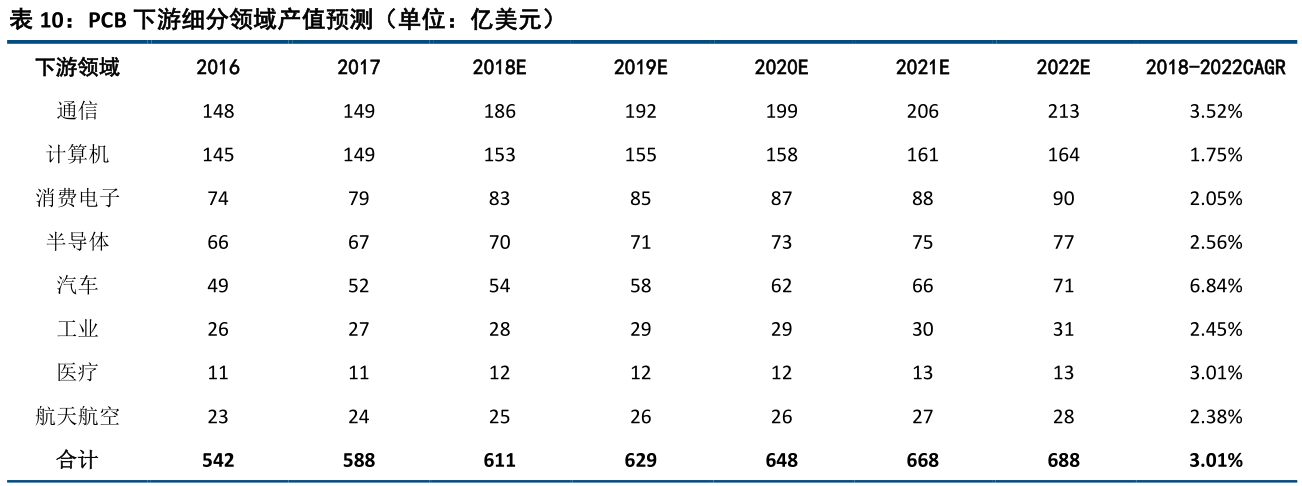 表 10：PCB 下游细分领域产值预测（单位：亿美元）
下游领域 2016 2017 2018E 2019E 2020E 2021E 2022E 2018-2022CAGR
通信 148 149 186 192 199 206 213 3.52%
计算机 145 149 153 155 158 161 164 1.75%
消费电子 74 79 83 85 87 88 90 2.05%
半导体 66 67 70 71 73 75 77 2.56%
汽车 49 52 54 58 62 66 71 6.84%
工业 26 27 28 29 29 30 31 2.45%
医疗 11 11 12 12 12 13 13 3.01%
航天航空 23 24 25 26 26 27 28 2.38%
合计 542 588 611 629 648 668 688 3.01%